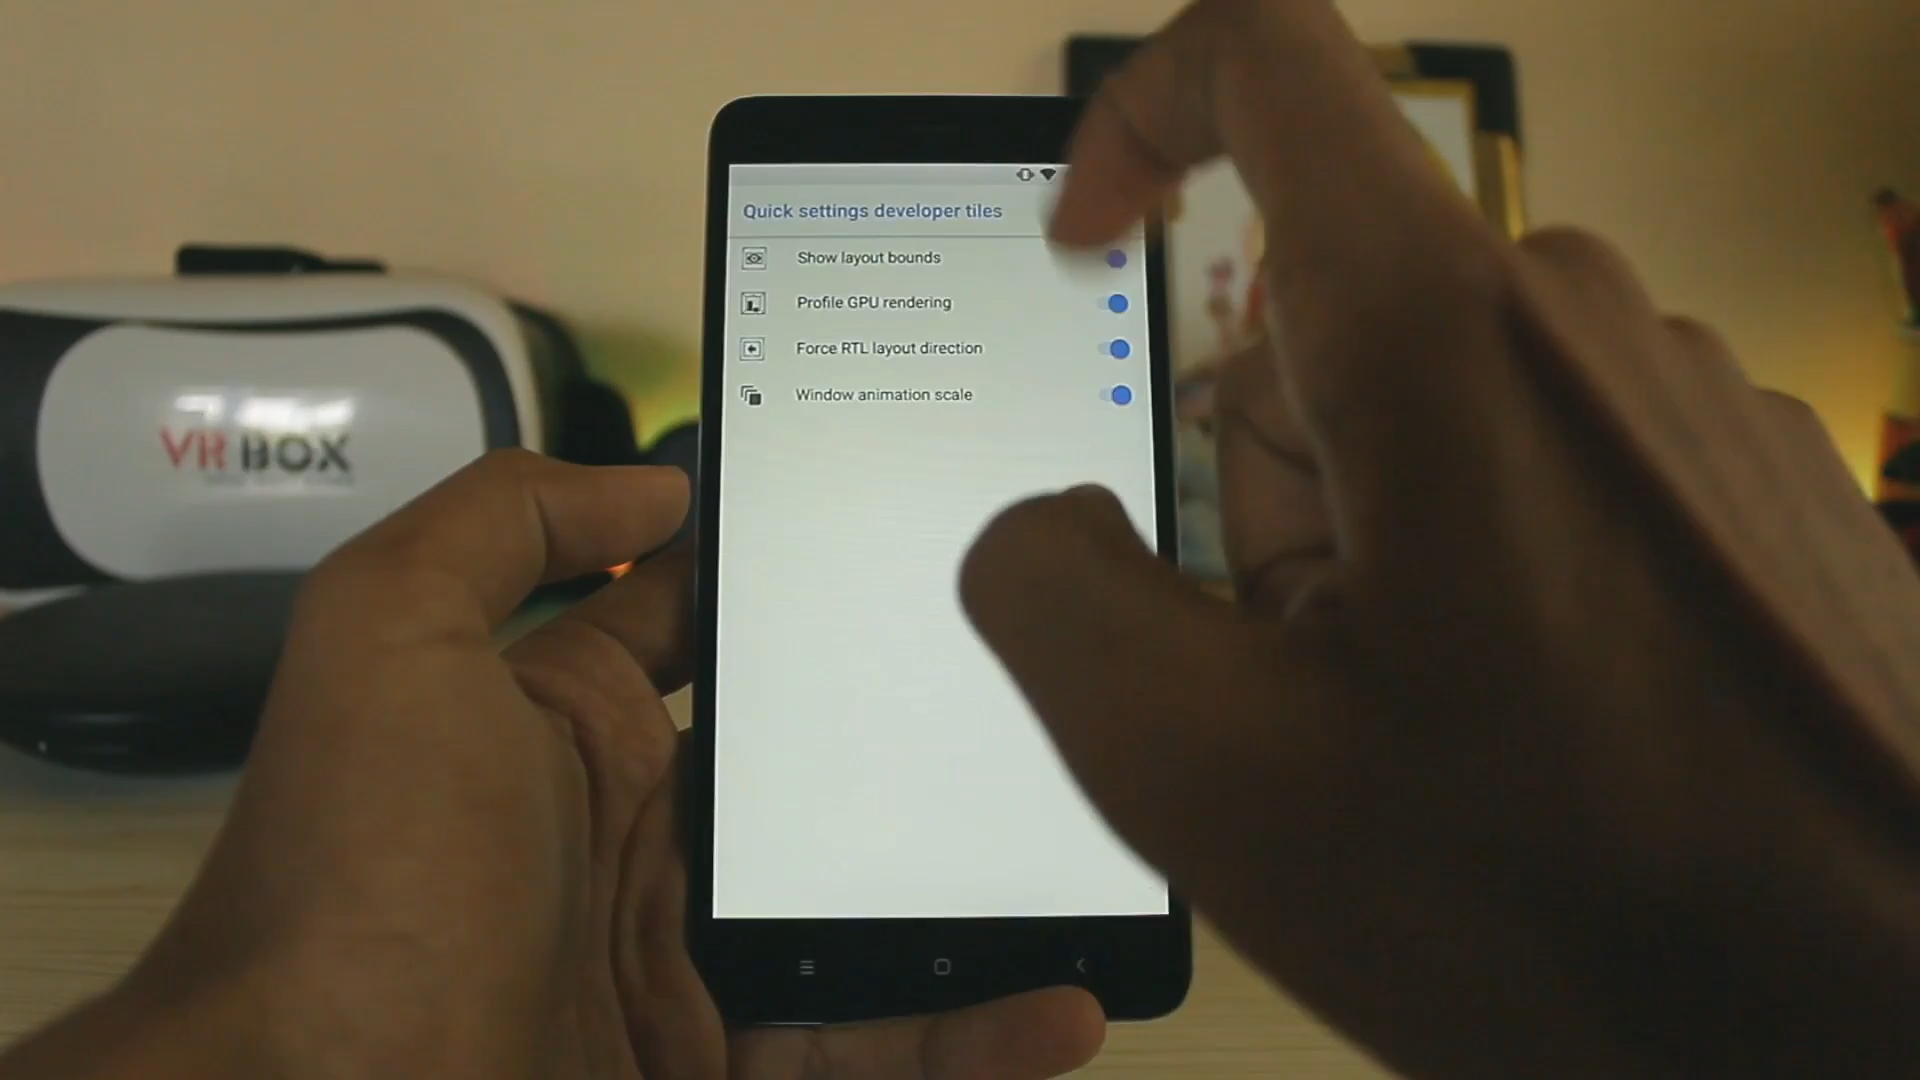 Quick settings developer tiles
Show layout bounds
Profile GPU rendering
Force RTL layout direction
Window animation scale
VR BOX